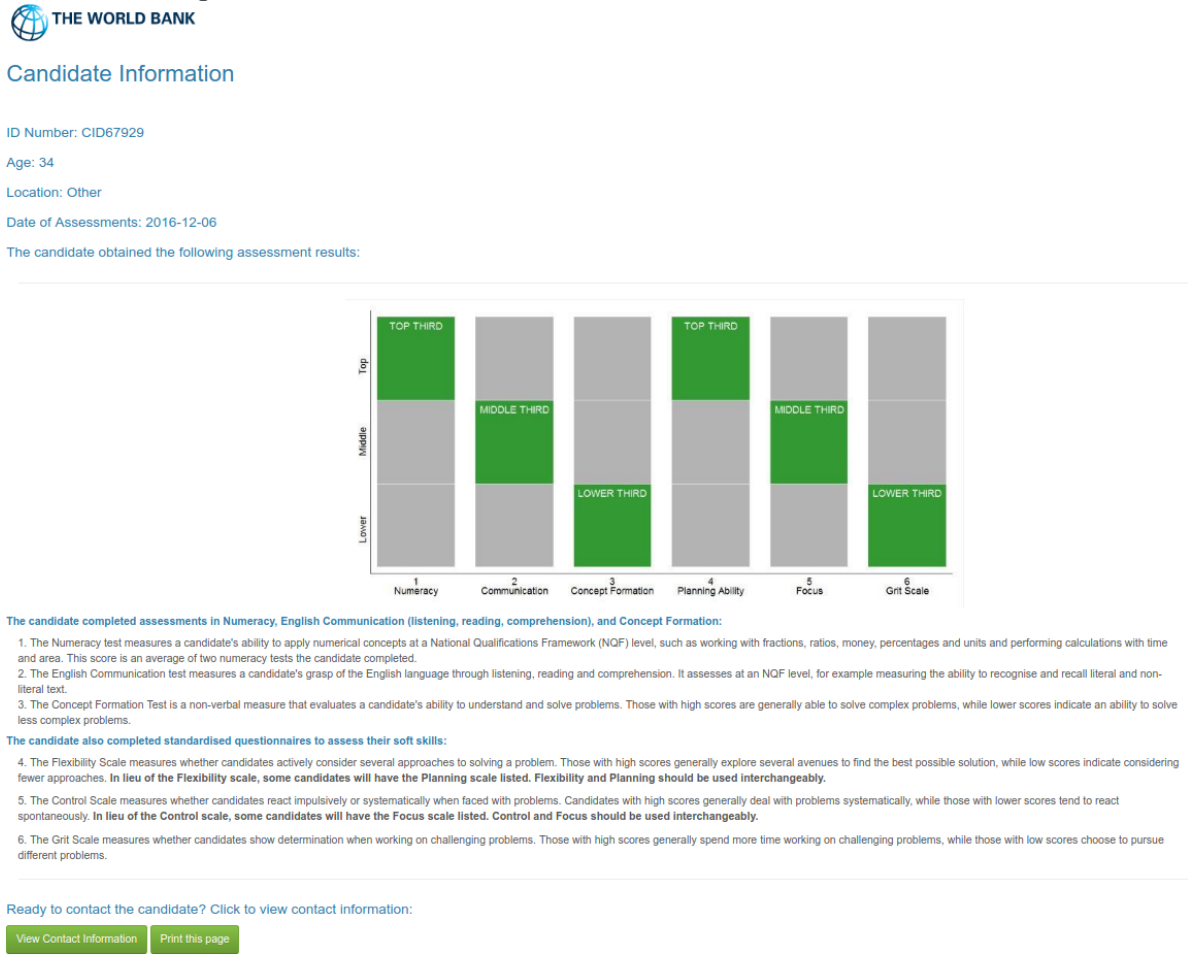 THE WORLD BANK
Candidate Information
ID Number: CID67929
Age: 34
Location: Other
Date of Assessments: 2016-12-06
The candidate obtained the following assessment results:
TOP THIRD TOP THIRD
Top
MIDDLE THIRD MIDDLE THIRD
Middle
LOWER THIRD LOWER THIRD
Lower
1 2 3 4 5 6
Numeracy Communication Concept Formation Planning Ability Focus Grit Scale
The candidate completed assessments in Numeracy, English Communication (listening, reading, comprehension), and Concept Formation:
1. The Numeracy test measures a candidate's ability to apply numerical concepts at a National Qualifications Framework (NQF) level, such as working with fractions, ratios, money, percentages and units and performing calculations with time
and area. This score is an average of two numeracy tests the candidate completed.
2. The English Communication test measures a candidate's grasp of the English language through listening, reading and comprehension. It assesses at an NQF level, for example measuring the ability to recognise and recall literal and non-
literal text.
3. The Concept Formation Test is a non-verbal measure that evaluates a candidate's ability to understand and solve problems. Those with high scores are generally able to solve complex problems, while lower scores indicate an ability to solve
less complex problems.
The candidate also completed standardised questionnaires to assess their soft skills:
4. The Flexibility Scale measures whether candidates actively consider several approaches to solving a problem. Those with high scores generally explore several avenues to find the best possible solution, while low scores indicate considering
fewer approaches. In lieu of the Flexibility scale, some candidates will have the Planning scale listed. Flexibility and Planning should be used interchangeably.
5. The Control Scale measures whether candidates react impulsively or systematically when faced with problems. Candidates with high scores generally deal with problems systematically, while those with lower scores tend to react
spontaneously. In lieu of the Control scale, some candidates will have the Focus scale listed. Control and Focus should be used interchangeably.
6. The Grit Scale measures whether candidates show determination when working on challenging problems. Those with high scores generally spend more time working on challenging problems, while those with low scores choose to pursue
different problems.
Ready to contact the candidate? Click to view contact information:
View Contact Information Print this page